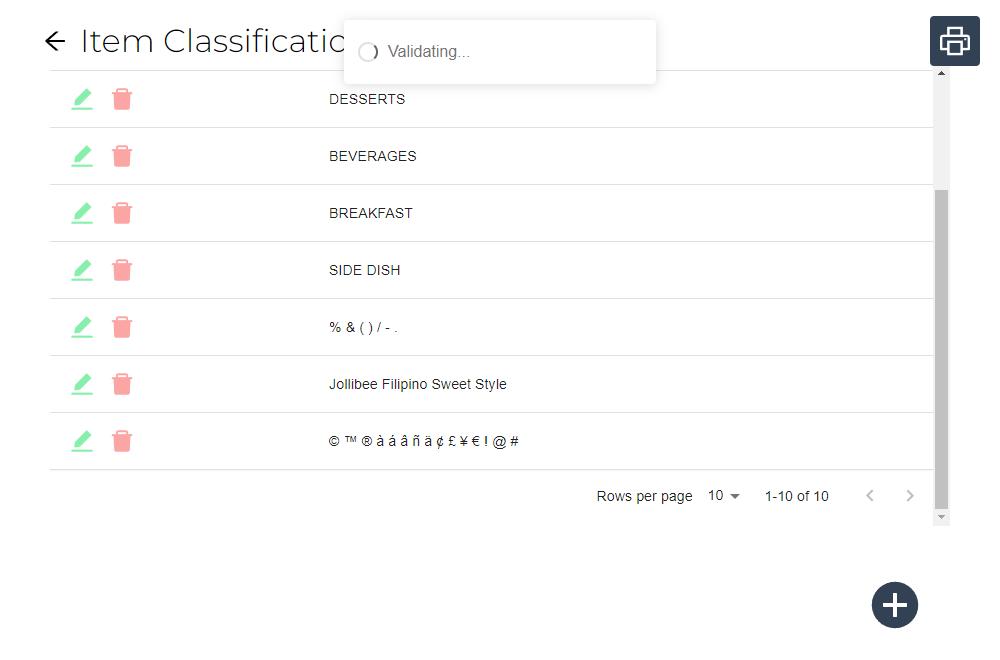 Item Classificatio
Validating...
DESSERTS
BEVERAGES
BREAKFAST
SIDE DISH
% & ( ) / - .
Jollibee Filipino Sweet Style
© ™ ® à á â ñ ä ¢ £ ¥ € ! @ #
Rows per page 10 1-10 of 10